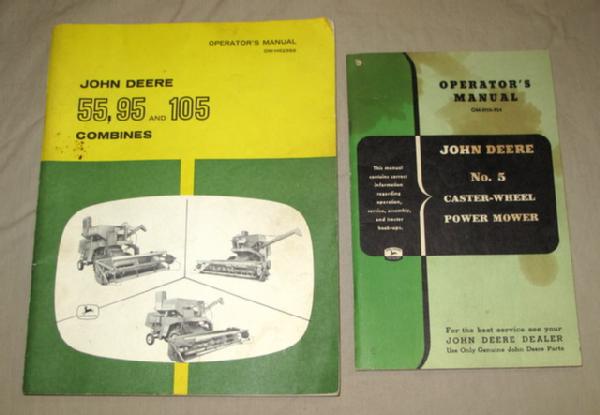 OPERATOR'S MANUAL
JOHN DEERE
55, 95 AND 105
COMBINES
OPERATOR'S
MANUAL
JOHN DEERE
No. 5
CASTER-WHEEL
POWER MOWER
This manual
contains correct
information
regarding
operation,
service, assembly,
and tractor
hook-ups.
For the best service see your
JOHN DEERE DEALER
Use Only Genuine John Deere Parts